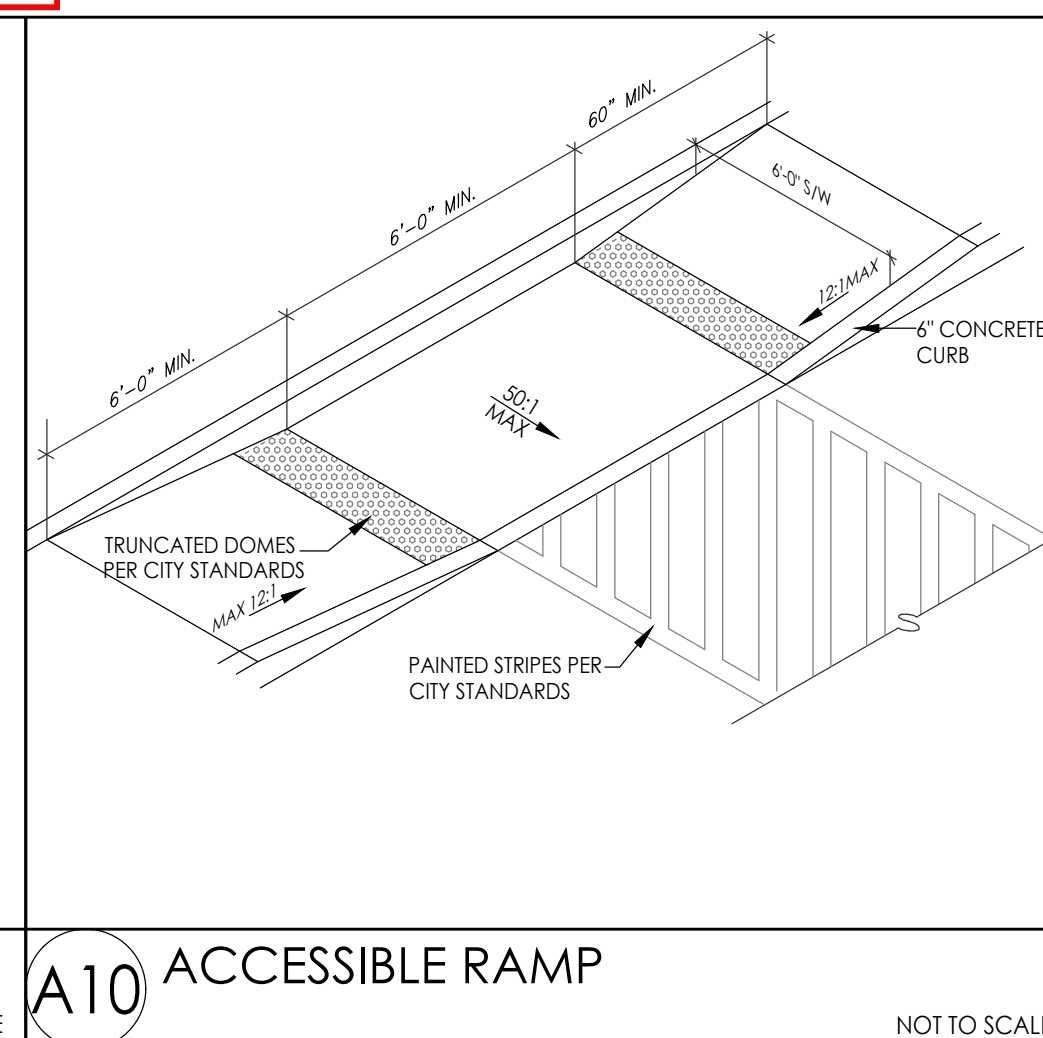 60" MIN.
6'-0" MIN.
6'-0" MIN.
6'-0" S/W
12:1MAX
6" CONCRETE
CURB
50:1
MAX
TRUNCATED DOMES
PER CITY STANDARDS
MAX 12:1
PAINTED STRIPES PER
CITY STANDARDS
S
A10
ACCESSIBLE RAMP
E
NOT TO SCAL